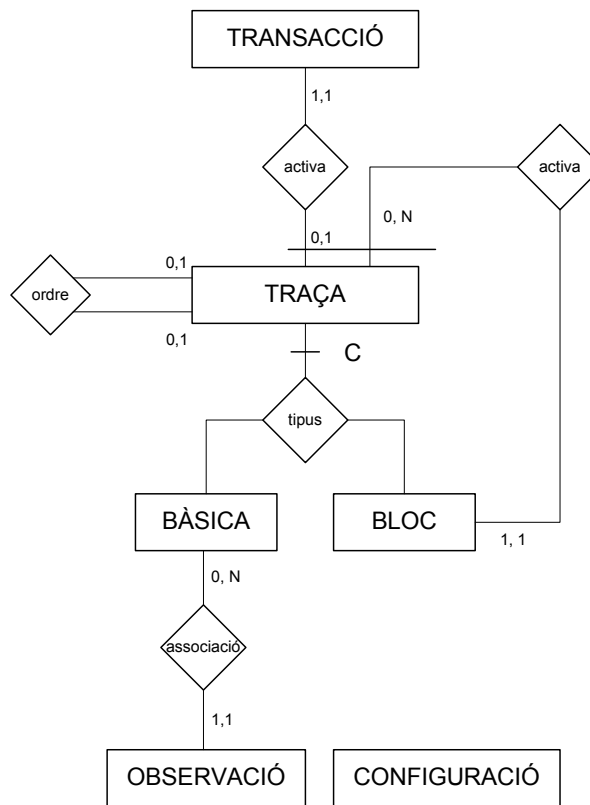 TRANSACCIÓ
1,1
activa
activa
0, N
0,1
0,1
TRAÇA
ordre
0,1
C
tipus
BÀSICA
BLOC
1, 1
0, N
associació
1,1
OBSERVACIÓ
CONFIGURACIÓ